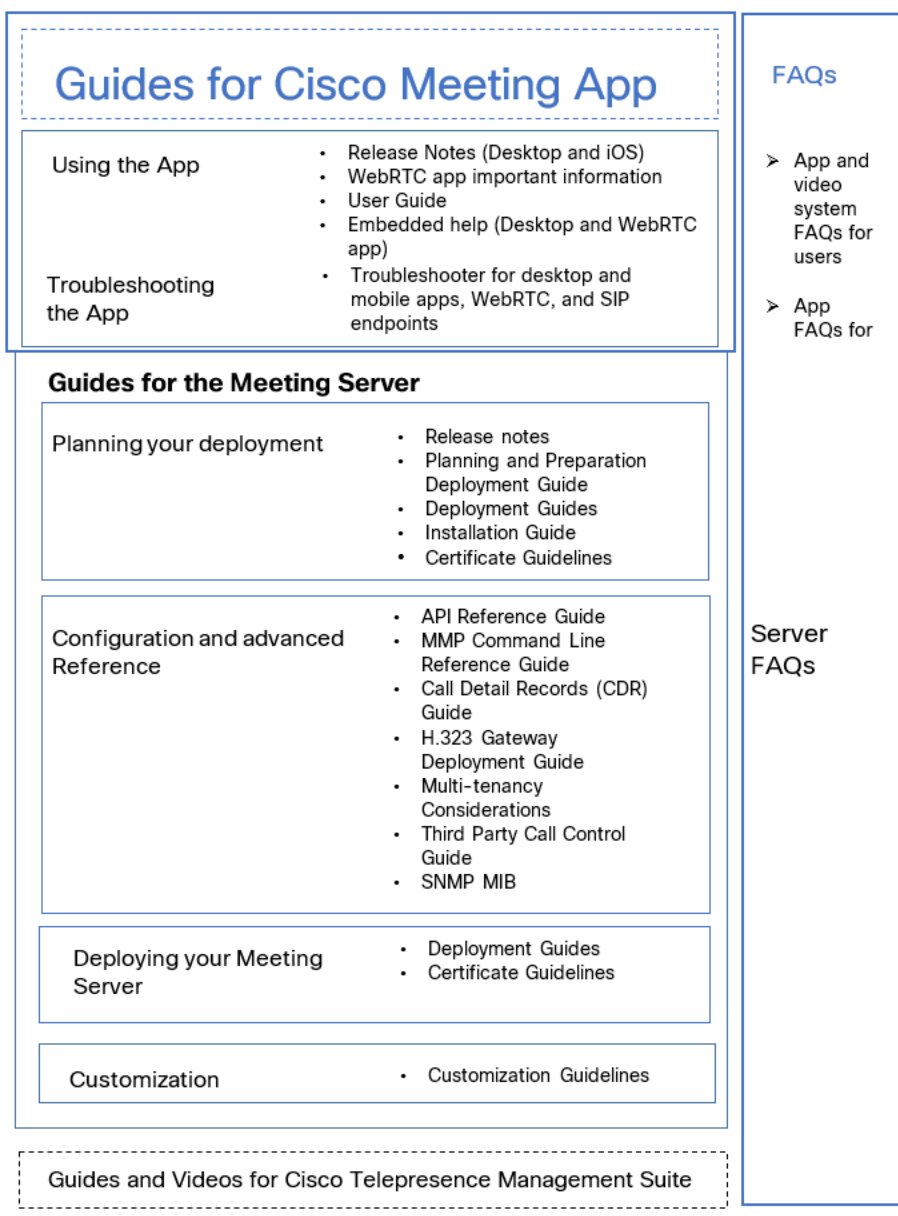 Guides for Cisco Meeting App
Using the App
• Release Notes (Desktop and iOS)
• WebRTC app important information
• User Guide
• Embedded help (Desktop and WebRTC
app)
Troubleshooting
the App
• Troubleshooter for desktop and
mobile apps, WebRTC, and SIP
endpoints
Guides for the Meeting Server
Planning your deployment
• Release notes
• Planning and Preparation
Deployment Guide
• Deployment Guides
• Installation Guide
• Certificate Guidelines
Configuration and advanced
Reference
• API Reference Guide
• MMP Command Line
Reference Guide
• Call Detail Records (CDR)
Guide
• H.323 Gateway
Deployment Guide
• Multi-tenancy
Considerations
• Third Party Call Control
Guide
• SNMP MIB
Deploying your Meeting
Server
• Deployment Guides
• Certificate Guidelines
Customization
• Customization Guidelines
Guides and Videos for Cisco Telepresence Management Suite
FAQs
➢ App and
video
system
FAQs for
users
➢ App
FAQs for
Server
FAQs